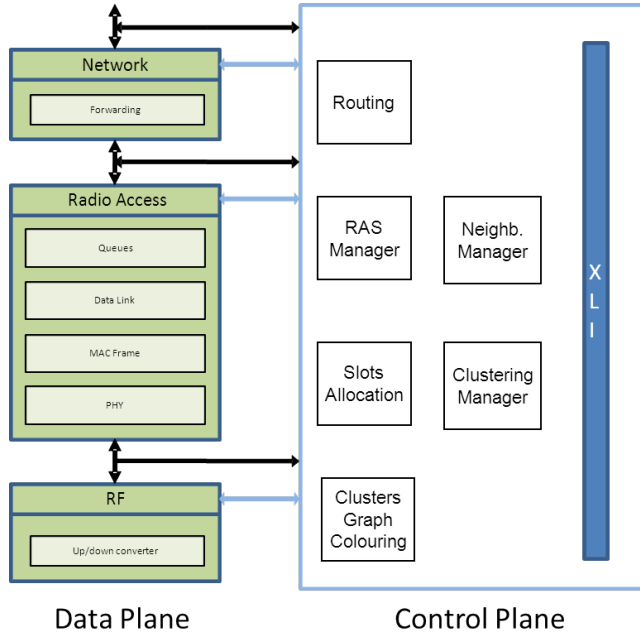 Network
Forwarding
Radio Access
Queues
Data Link
MAC Frame
PHY
RF
Up/down converter
Data Plane
Routing
RAS
Manager
Neighb.
Manager
Slots
Allocation
Clustering
Manager
Clusters
Graph
Colouring
X
L
I
Control Plane